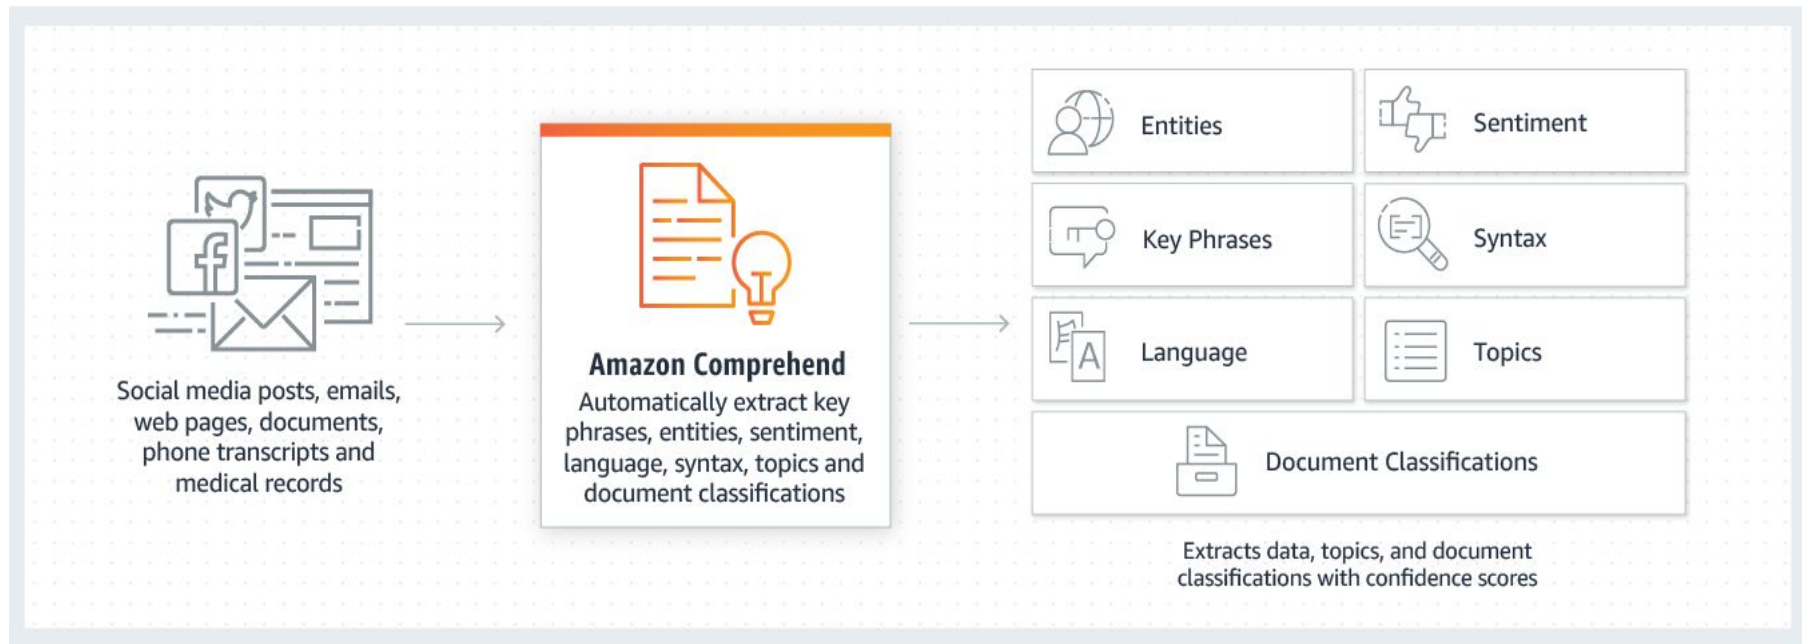 Social media posts, emails,
web pages, documents,
phone transcripts and
medical records
Amazon Comprehend
Automatically extract key
phrases, entities, sentiment,
language, syntax, topics and
document classifications
Entities
Sentiment
Key Phrases
Syntax
A
Language
Topics
Document Classifications
Extracts data, topics, and document
classifications with confidence scores